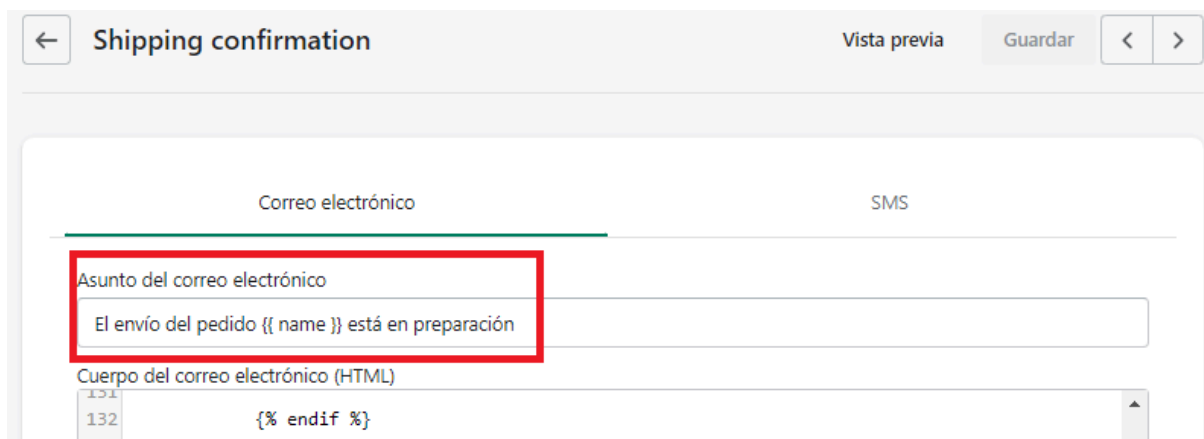 Shipping confirmation Vista previa Guardar
Correo electrónico SMS
Asunto del correo electrónico
El envío del pedido {{ name }} está en preparación
Cuerpo del correo electrónico (HTML)
131
132 {% endif %}